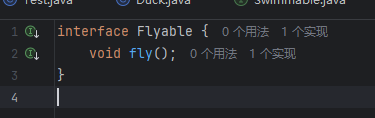 Test.java Duck.java Swimmable.java
1 interface Flyable { 0个用法 1个实现
2 void fly(); 0个用法 1个实现
3 }
4